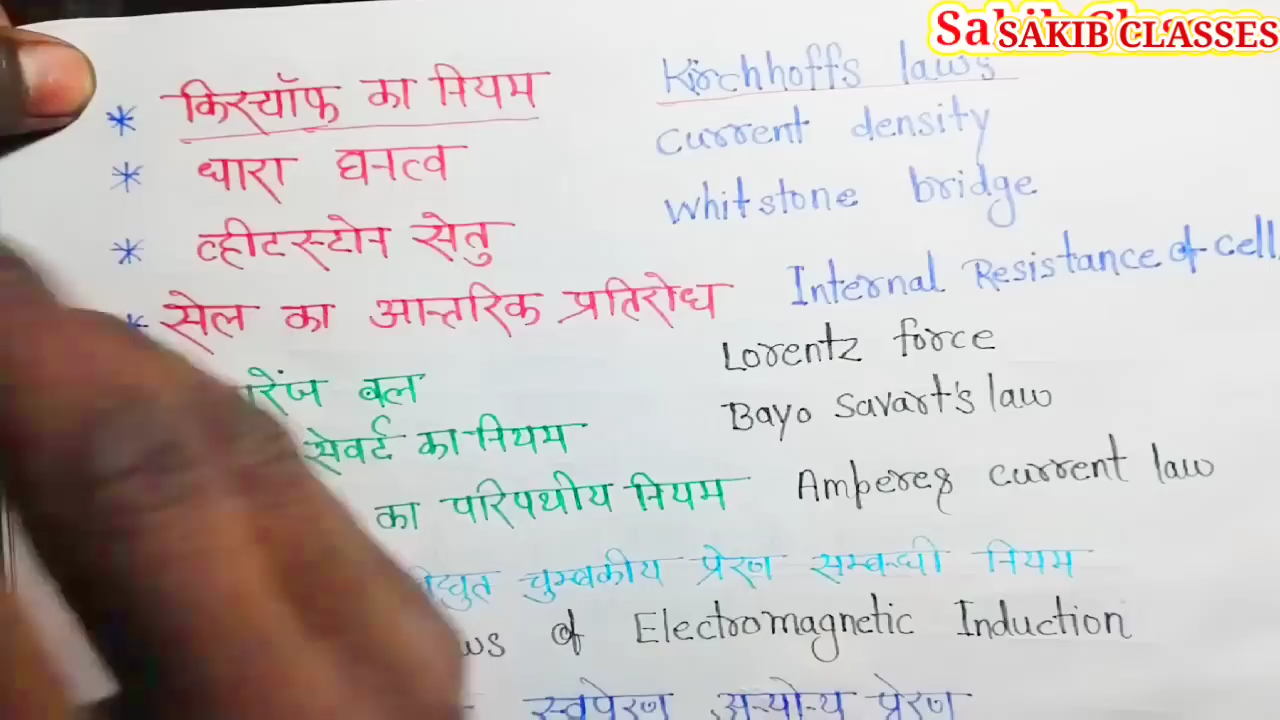 SAKIB CLASSES
* किरचॉफ का नियम Kirchhoff's laws
* धारा घनत्व current density
* व्हीटस्टोन सेतु Whitstone bridge
* सेल का आन्तरिक प्रतिरोध Internal Resistance of cell
बल Lorentz force
सेवर्ट का नियम Bayo Savart's law
का परिपथीय नियम Amperes current law
चुम्बकीय प्रेरण सम्बन्धी नियम
of Electromagnetic Induction
स्वप्रेरण अन्योन्य प्रेरण